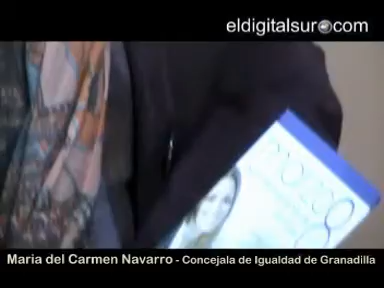 eldigitalsur.com
Maria del Carmen Navarro - Concejala de Igualdad de Granadilla